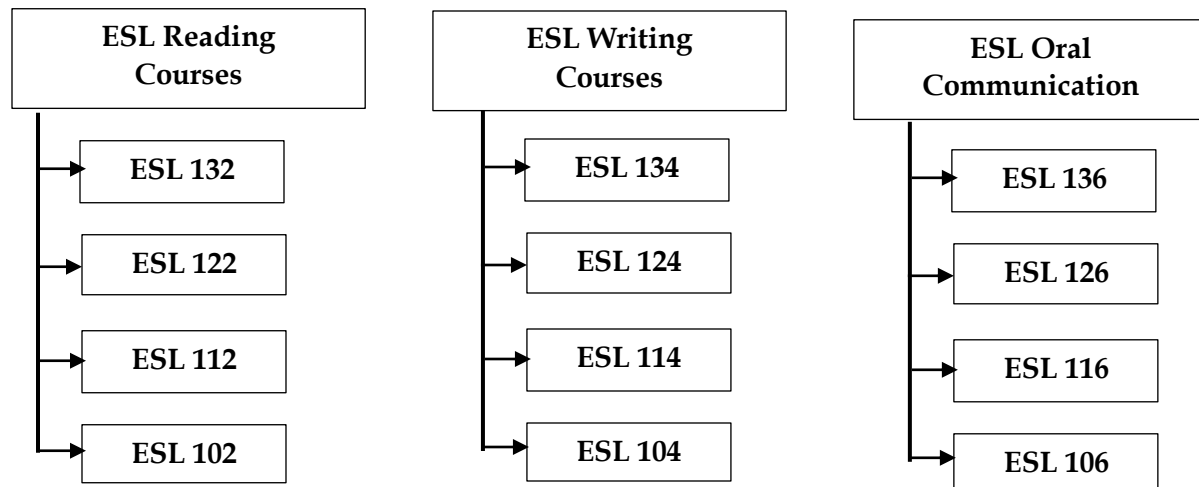 ESL Reading
Courses
ESL 132
ESL 122
ESL 112
ESL 102
ESL Writing
Courses
ESL 134
ESL 124
ESL 114
ESL 104
ESL Oral
Communication
ESL 136
ESL 126
ESL 116
ESL 106